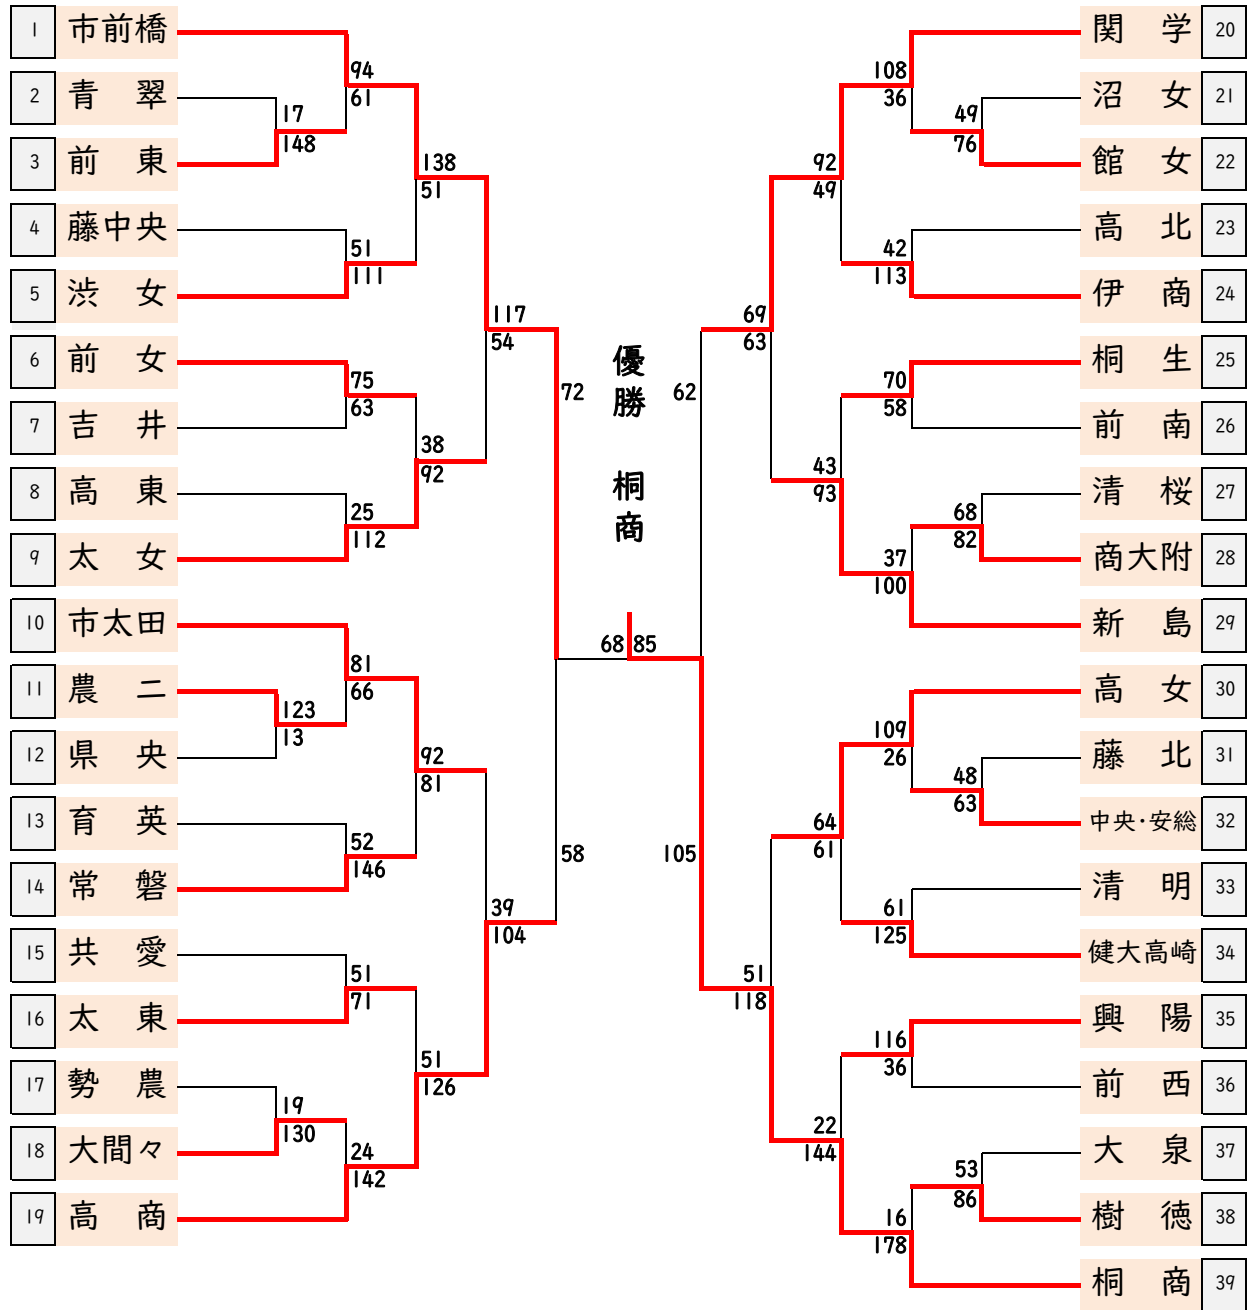 1 市前橋
94
61
2 青 翠
17
148
3 前 東
138
51
4 藤中央
51
111
5 渋 女
117
54
6 前 女
75
63
7 吉 井
38
92
8 高 東
25
112
9 太 女
72
10 市太田
81
66
11 農 二
123
13
12 県 央
92
81
13 育 英
52
146
14 常 磐
58
39
104
15 共 愛
51
71
16 太 東
51
126
17 勢 農
19
130
18 大間々
24
142
19 高 商
優勝 桐商
68 85
関 学 20
108
36
沼 女 21
49
76
館 女 22
92
49
高 北 23
42
113
伊 商 24
69
63
桐 生 25
70
58
62
前 南 26
43
93
清 桜 27
68
82
商大附 28
37
100
新 島 29
高 女 30
109
26
藤 北 31
48
63
中央・安総 32
64
61
105
清 明 33
61
125
健大高崎 34
51
118
興 陽 35
116
36
前 西 36
22
144
大 泉 37
53
86
樹 徳 38
16
178
桐 商 39